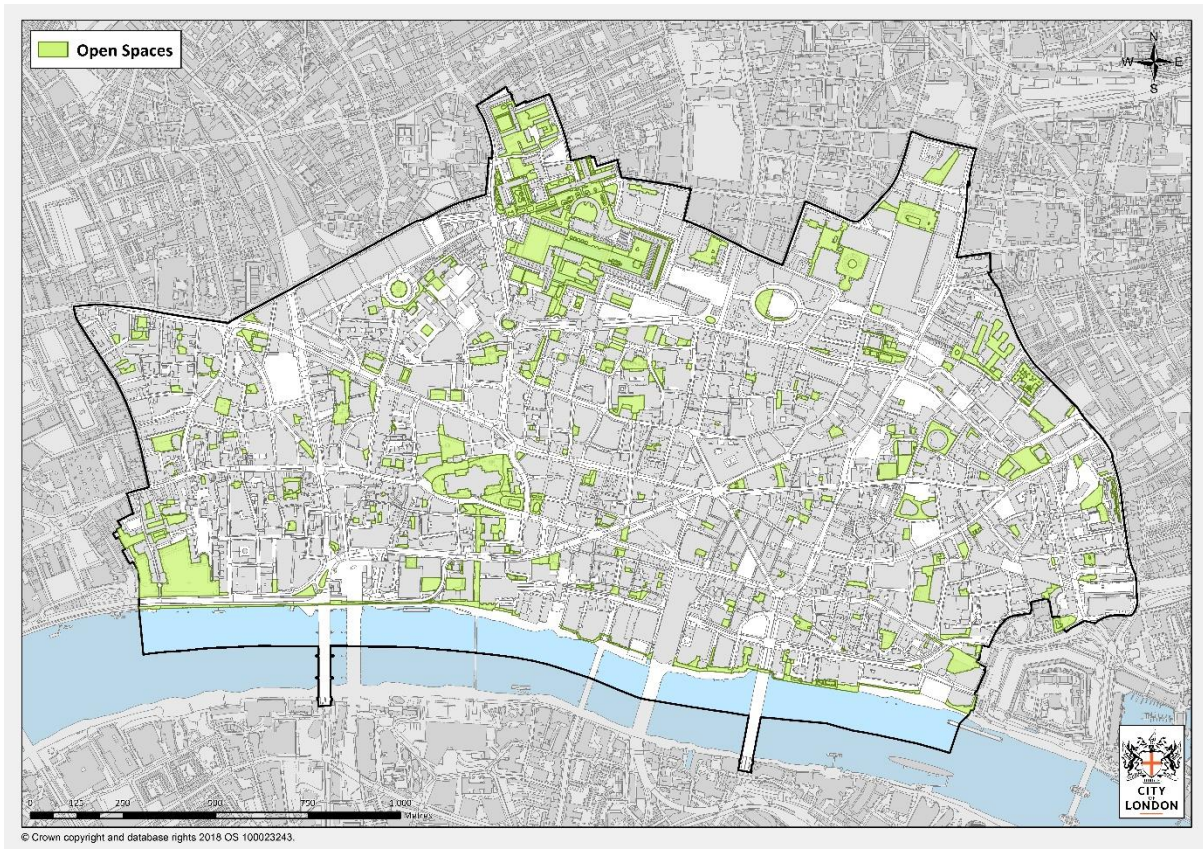 Open Spaces
N
W E
S
0 125 250 500 750 1,000
Metres
CITY
OF
LONDON
© Crown copyright and database rights 2018 OS 100023243.